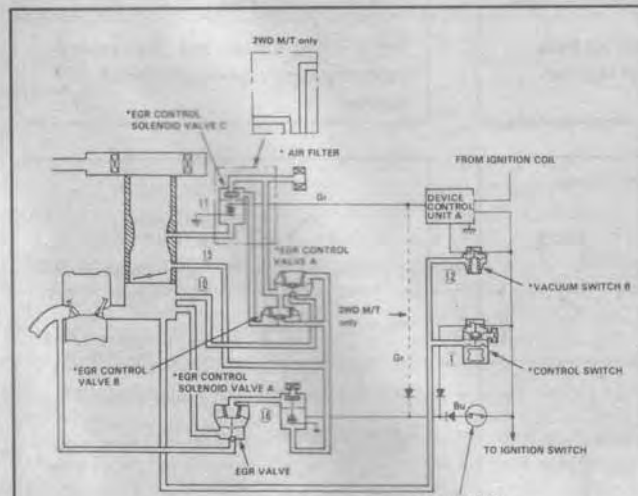 2WD M/T only
*EGR CONTROL
SOLENOID VALVE C
* AIR FILTER
FROM IGNITION COIL
Gr
DEVICE
CONTROL
UNIT A
11
15
10
*EGR CONTROL
VALVE A
12
*VACUUM SWITCH B
2WD M/T
only
Gr
1
*CONTROL SWITCH
*EGR CONTROL
VALVE B
*EGR CONTROL
SOLENOID VALVE A
Bu
TO IGNITION SWITCH
EGR VALVE